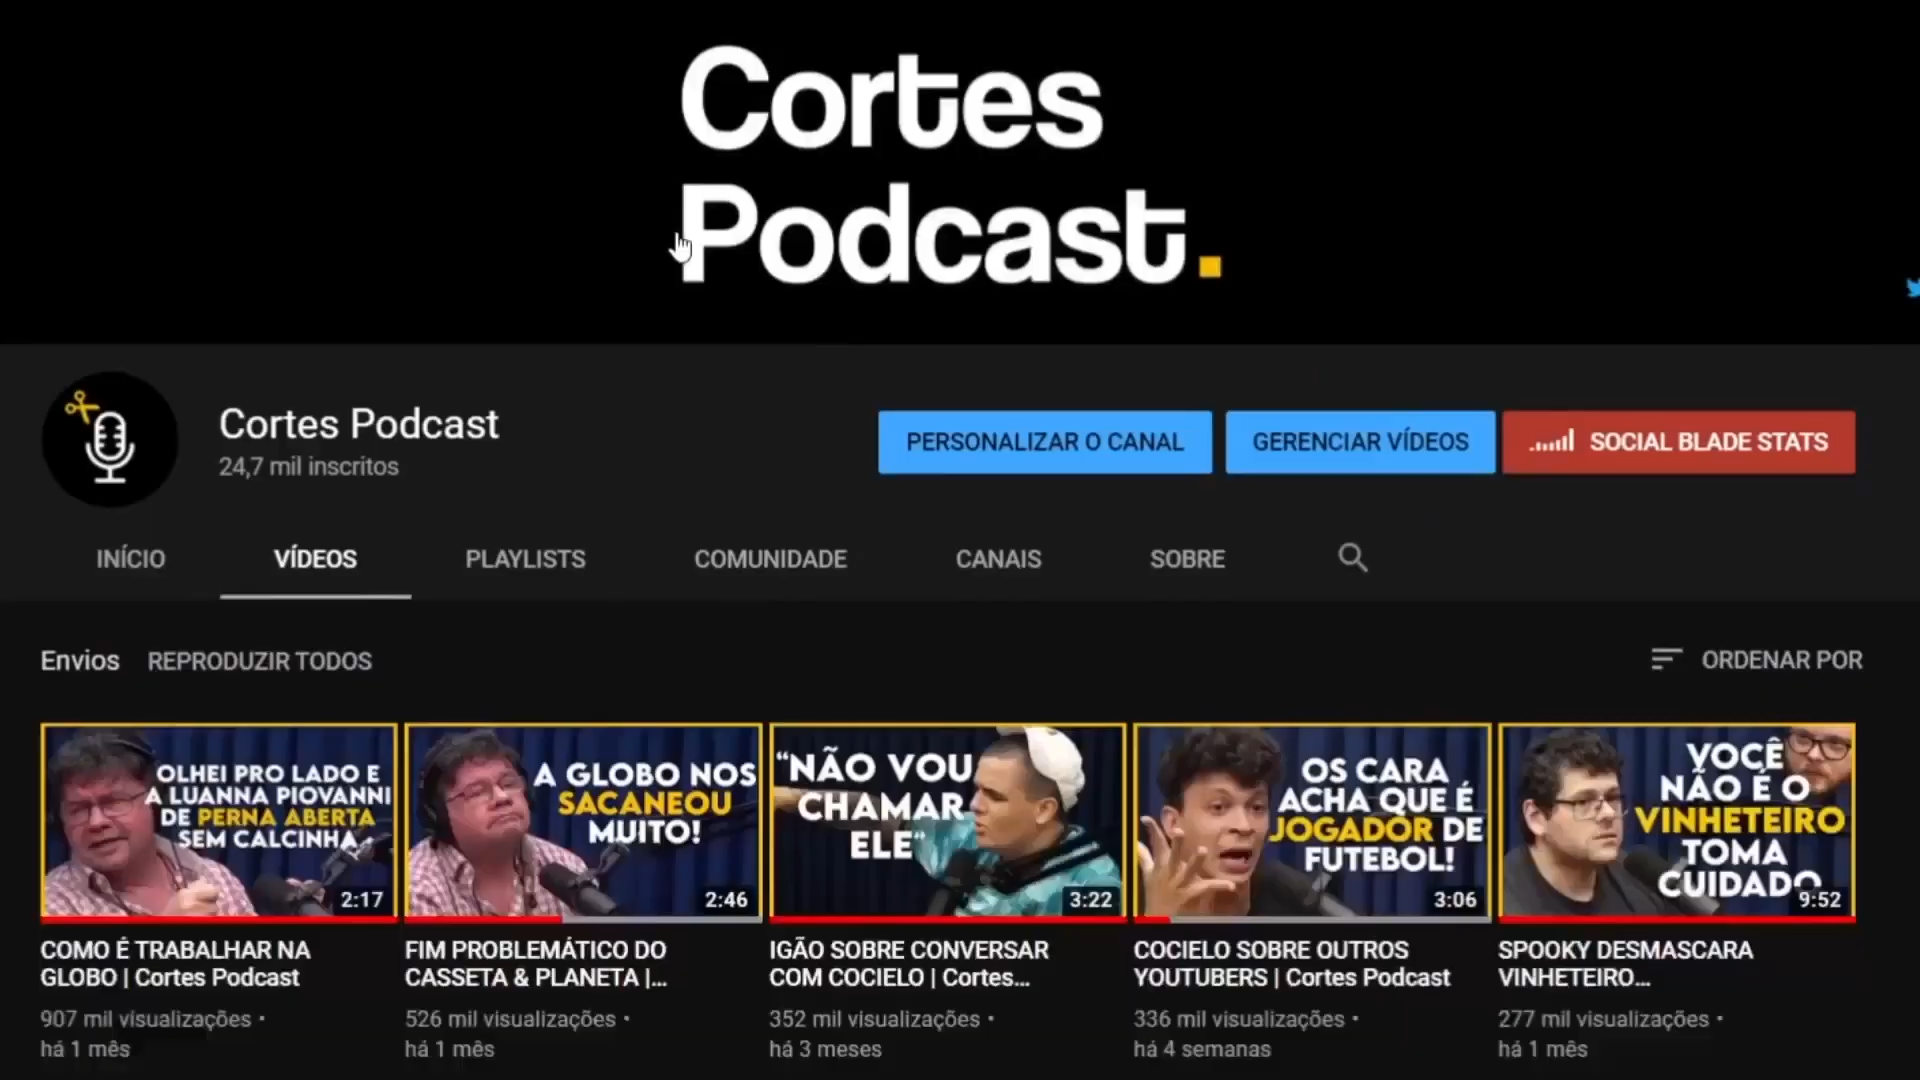 Cortes
Podcast.
Cortes Podcast
24,7 mil inscritos
PERSONALIZAR O CANAL
GERENCIAR VÍDEOS
SOCIAL BLADE STATS
INÍCIO
VÍDEOS
PLAYLISTS
COMUNIDADE
CANAIS
SOBRE
Envios
REPRODUZIR TODOS
ORDENAR POR
OLHEI PRO LADO E
A LUANNA PIOVANNI
DE PERNA ABERTA
SEM CALCINHA
2:17
COMO É TRABALHAR NA
GLOBO | Cortes Podcast
907 mil visualizações •
há 1 mês
A GLOBO NOS
SACANEOU
MUITO!
2:46
FIM PROBLEMÁTICO DO
CASSETA & PLANETA |...
526 mil visualizações •
há 1 mês
“NÃO VOU
CHAMAR
ELE“
3:22
IGÃO SOBRE CONVERSAR
COM COCIELO | Cortes...
352 mil visualizações •
há 3 meses
OS CARA
ACHA QUE É
JOGADOR DE
FUTEBOL!
3:06
COCIELO SOBRE OUTROS
YOUTUBERS | Cortes Podcast
336 mil visualizações •
há 4 semanas
VOCÊ
NÃO É O
VINHETEIRO
TOMA
CUIDADO
9:52
SPOOKY DESMASCARA
VINHETEIRO...
277 mil visualizações •
há 1 mês